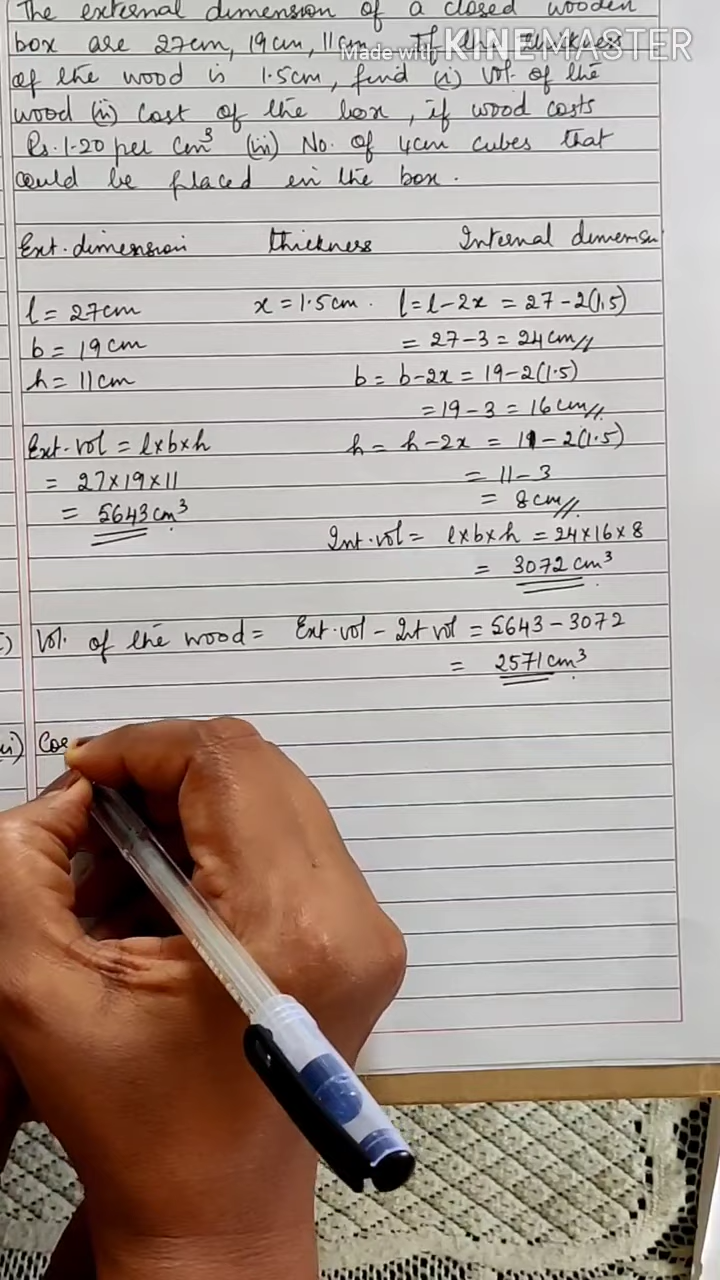 The external dimension of a closed wooden
box are 27cm, 19cm, 11cm. If the thickness
Made with KINEMASTER
of the wood is 1.5cm, find (i) Vol. of the
wood (ii) Cost of the box, if wood costs
Rs. 1.20 per cm³ (iii) No. of 4cm cubes that
could be placed in the box.
Ext. dimension thickness Internal dimensi
l = 27cm x = 1.5cm. l = l-2x = 27-2(1.5)
b = 19cm = 27-3 = 24cm//
h = 11cm b = b-2x = 19-2(1.5)
= 19-3 = 16cm//
Ext. vol = l×b×h h = h-2x = 11-2(1.5)
= 27×19×11 = 11-3
= 5643cm³ = 8cm//
Int. vol = l×b×h = 24×16×8
= 3072cm³
) Vol. of the wood = Ext. vol - Int vol = 5643-3072
= 2571cm³
ii) Cos